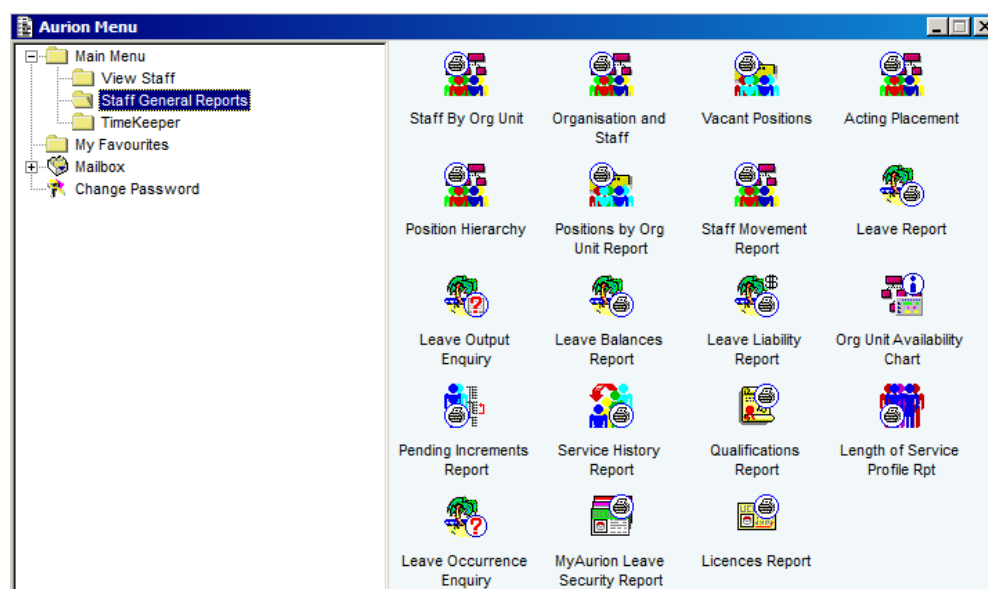 Aurion Menu
Main Menu
View Staff
Staff General Reports
TimeKeeper
My Favourites
Mailbox
Change Password
Staff By Org Unit
Organisation and
Staff
Vacant Positions
Acting Placement
Position Hierarchy
Positions by Org
Unit Report
Staff Movement
Report
Leave Report
Leave Output
Enquiry
Leave Balances
Report
Leave Liability
Report
Org Unit Availability
Chart
Pending Increments
Report
Service History
Report
Qualifications
Report
Length of Service
Profile Rpt
Leave Occurrence
Enquiry
MyAurion Leave
Security Report
Licences Report